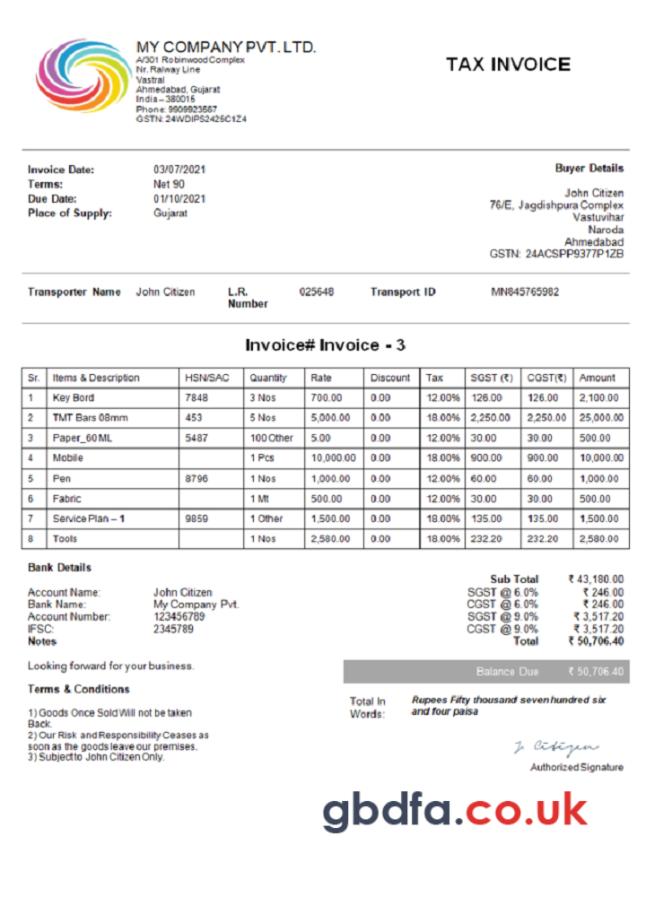 MY COMPANY PVT. LTD.
A/301 Robinwood Complex
Nr. Ralway Line
Vastral
Ahmedabad, Gujarat
India – 380015
Phone: 9909923567
GSTN: 24WDIPS2426C1Z4
TAX INVOICE
Invoice Date: 03/07/2021
Terms: Net 90
Due Date: 01/10/2021
Place of Supply: Gujarat
Buyer Details
John Citizen
76/E, Jagdishpura Complex
Vastuvihar
Naroda
Ahmedabad
GSTN: 24ACSPP9377P1ZB
Transporter Name John Citizen L.R. Number 025648 Transport ID MN845765982
Invoice# Invoice - 3
Sr. Items & Description HSN/SAC Quantity Rate Discount Tax SGST (₹) CGST(₹) Amount
1 Key Bord 7848 3 Nos 700.00 0.00 12.00% 126.00 126.00 2,100.00
2 TMT Bars 08mm 453 5 Nos 5,000.00 0.00 18.00% 2,250.00 2,250.00 25,000.00
3 Paper_60ML 5487 100 Other 5.00 0.00 12.00% 30.00 30.00 500.00
4 Mobile 1 Pcs 10,000.00 0.00 18.00% 900.00 900.00 10,000.00
5 Pen 8796 1 Nos 1,000.00 0.00 12.00% 60.00 60.00 1,000.00
6 Fabric 1 Mt 500.00 0.00 12.00% 30.00 30.00 500.00
7 Service Plan – 1 9859 1 Other 1,500.00 0.00 18.00% 135.00 135.00 1,500.00
8 Tools 1 Nos 2,580.00 0.00 18.00% 232.20 232.20 2,580.00
Bank Details
Account Name: John Citizen
Bank Name: My Company Pvt.
Account Number: 123456789
IFSC: 2345789
Notes
Looking forward for your business.
Terms & Conditions
1) Goods Once Sold Will not be taken
Back.
2) Our Risk and Responsibility Ceases as
soon as the goods leave our premises.
3) Subject to John Citizen Only.
Sub Total ₹ 43,180.00
SGST @ 6.0% ₹ 246.00
CGST @ 6.0% ₹ 246.00
SGST @ 9.0% ₹ 3,517.20
CGST @ 9.0% ₹ 3,517.20
Total ₹ 50,706.40
Balance Due ₹ 50,706.40
Total In Words: Rupees Fifty thousand seven hundred six
and four paisa
J. Citizen
Authorized Signature
gbdfa.co.uk